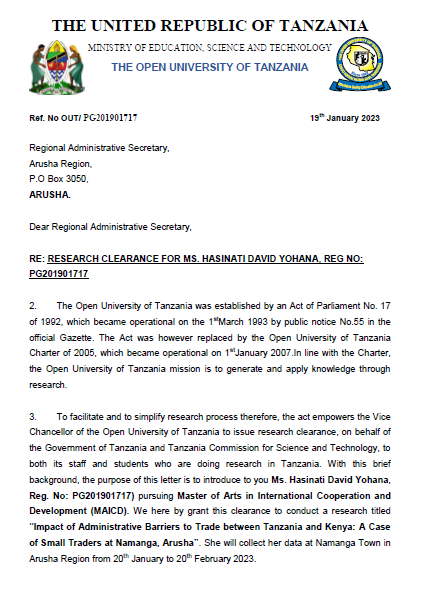 THE UNITED REPUBLIC OF TANZANIA
MINISTRY OF EDUCATION, SCIENCE AND TECHNOLOGY
THE OPEN UNIVERSITY OF TANZANIA
Ref. No OUT/ PG201901717 19th January 2023
Regional Administrative Secretary,
Arusha Region,
P.O Box 3050,
ARUSHA.
Dear Regional Administrative Secretary,
RE: RESEARCH CLEARANCE FOR MS. HASINATI DAVID YOHANA, REG NO:
PG201901717
2. The Open University of Tanzania was established by an Act of Parliament No. 17
of 1992, which became operational on the 1stMarch 1993 by public notice No.55 in the
official Gazette. The Act was however replaced by the Open University of Tanzania
Charter of 2005, which became operational on 1stJanuary 2007.In line with the Charter,
the Open University of Tanzania mission is to generate and apply knowledge through
research.
3. To facilitate and to simplify research process therefore, the act empowers the Vice
Chancellor of the Open University of Tanzania to issue research clearance, on behalf of
the Government of Tanzania and Tanzania Commission for Science and Technology, to
both its staff and students who are doing research in Tanzania. With this brief
background, the purpose of this letter is to introduce to you Ms. Hasinati David Yohana,
Reg. No: PG201901717) pursuing Master of Arts in International Cooperation and
Development (MAICD). We here by grant this clearance to conduct a research titled
"Impact of Administrative Barriers to Trade between Tanzania and Kenya: A Case
of Small Traders at Namanga, Arusha". She will collect her data at Namanga Town in
Arusha Region from 20th January to 20th February 2023.